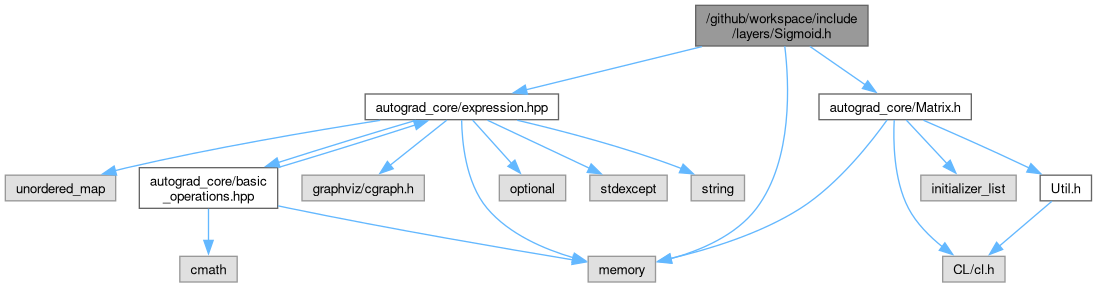 /github/workspace/include
/layers/Sigmoid.h
autograd_core/expression.hpp
autograd_core/Matrix.h
unordered_map
autograd_core/basic
_operations.hpp
graphviz/cgraph.h
optional
stdexcept
string
initializer_list
Util.h
cmath
memory
CL/cl.h